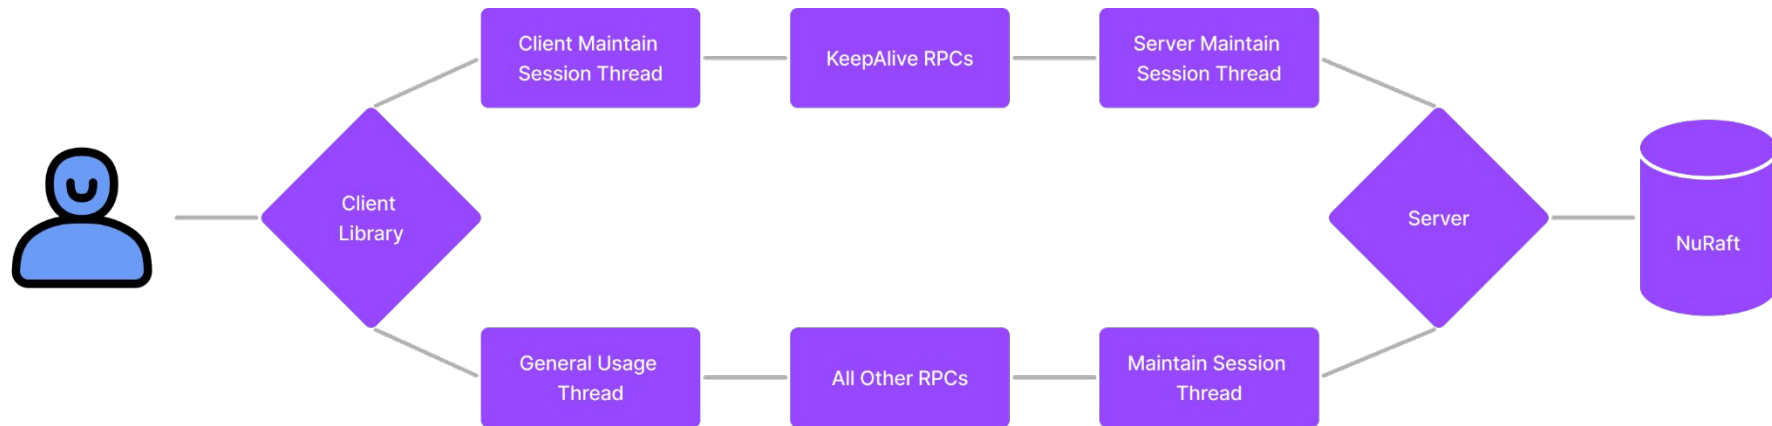 Client Maintain
Session Thread
KeepAlive RPCs
Server Maintain
Session Thread
Client
Library
Server
NuRaft
General Usage
Thread
All Other RPCs
Maintain Session
Thread